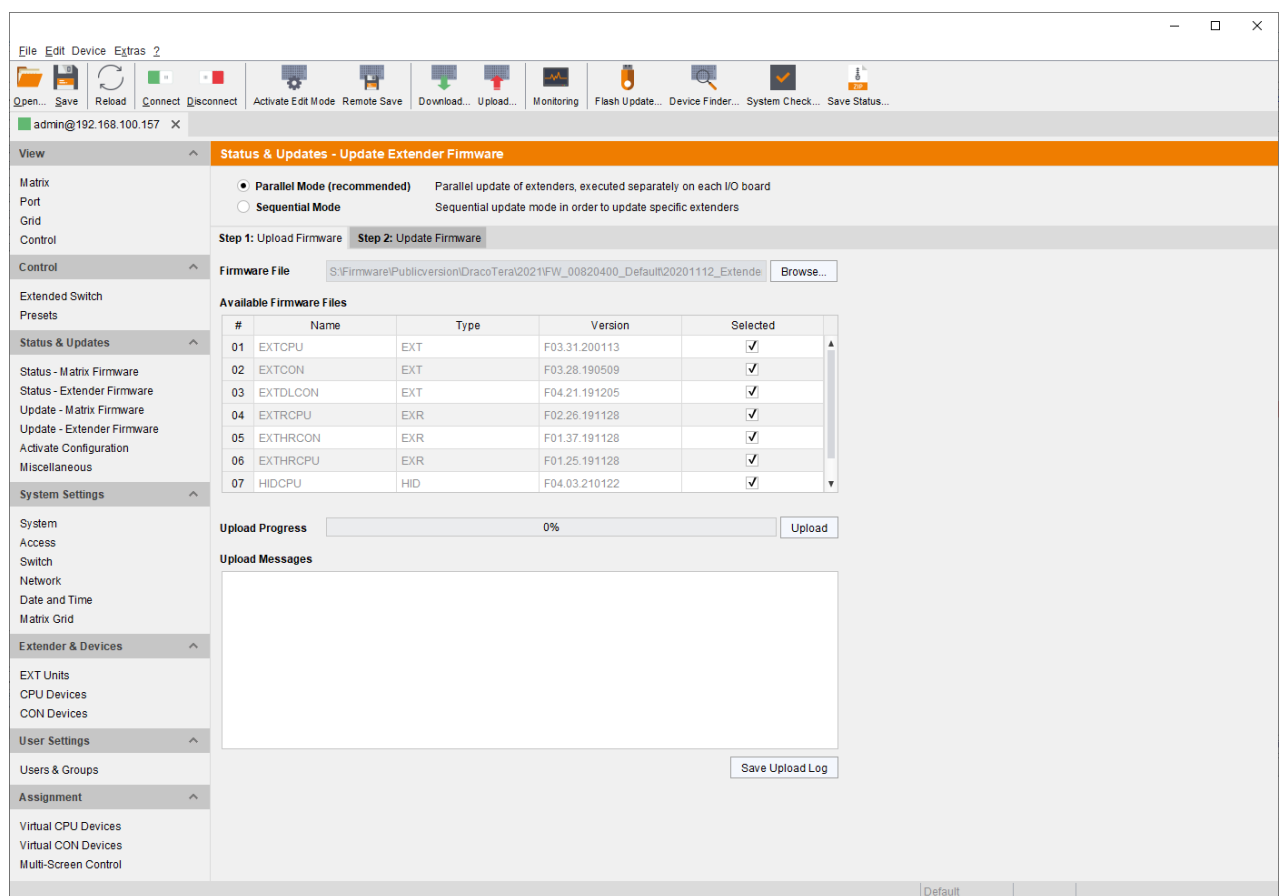 File Edit Device Extras ?
Open... Save Reload Connect Disconnect Activate Edit Mode Remote Save Download... Upload... Monitoring Flash Update... Device Finder... System Check... Save Status...
ZIP
admin@192.168.100.157
View
Matrix
Port
Grid
Control
Control
Extended Switch
Presets
Status & Updates
Status - Matrix Firmware
Status - Extender Firmware
Update - Matrix Firmware
Update - Extender Firmware
Activate Configuration
Miscellaneous
System Settings
System
Access
Switch
Network
Date and Time
Matrix Grid
Extender & Devices
EXT Units
CPU Devices
CON Devices
User Settings
Users & Groups
Assignment
Virtual CPU Devices
Virtual CON Devices
Multi-Screen Control
Status & Updates - Update Extender Firmware
Parallel Mode (recommended) Parallel update of extenders, executed separately on each I/O board
Sequential Mode Sequential update mode in order to update specific extenders
Step 1: Upload Firmware Step 2: Update Firmware
Firmware File S:\Firmware\Publicversion\DracoTera\2021\FW_00820400_Default\20201112_Extende Browse...
Available Firmware Files
# Name Type Version Selected
01 EXTCPU EXT F03.31.200113
02 EXTCON EXT F03.28.190509
03 EXTDLCON EXT F04.21.191205
04 EXTRCPU EXR F02.26.191128
05 EXTHRCON EXR F01.37.191128
06 EXTHRCPU EXR F01.25.191128
07 HIDCPU HID F04.03.210122
Upload Progress 0% Upload
Upload Messages
Save Upload Log
Default